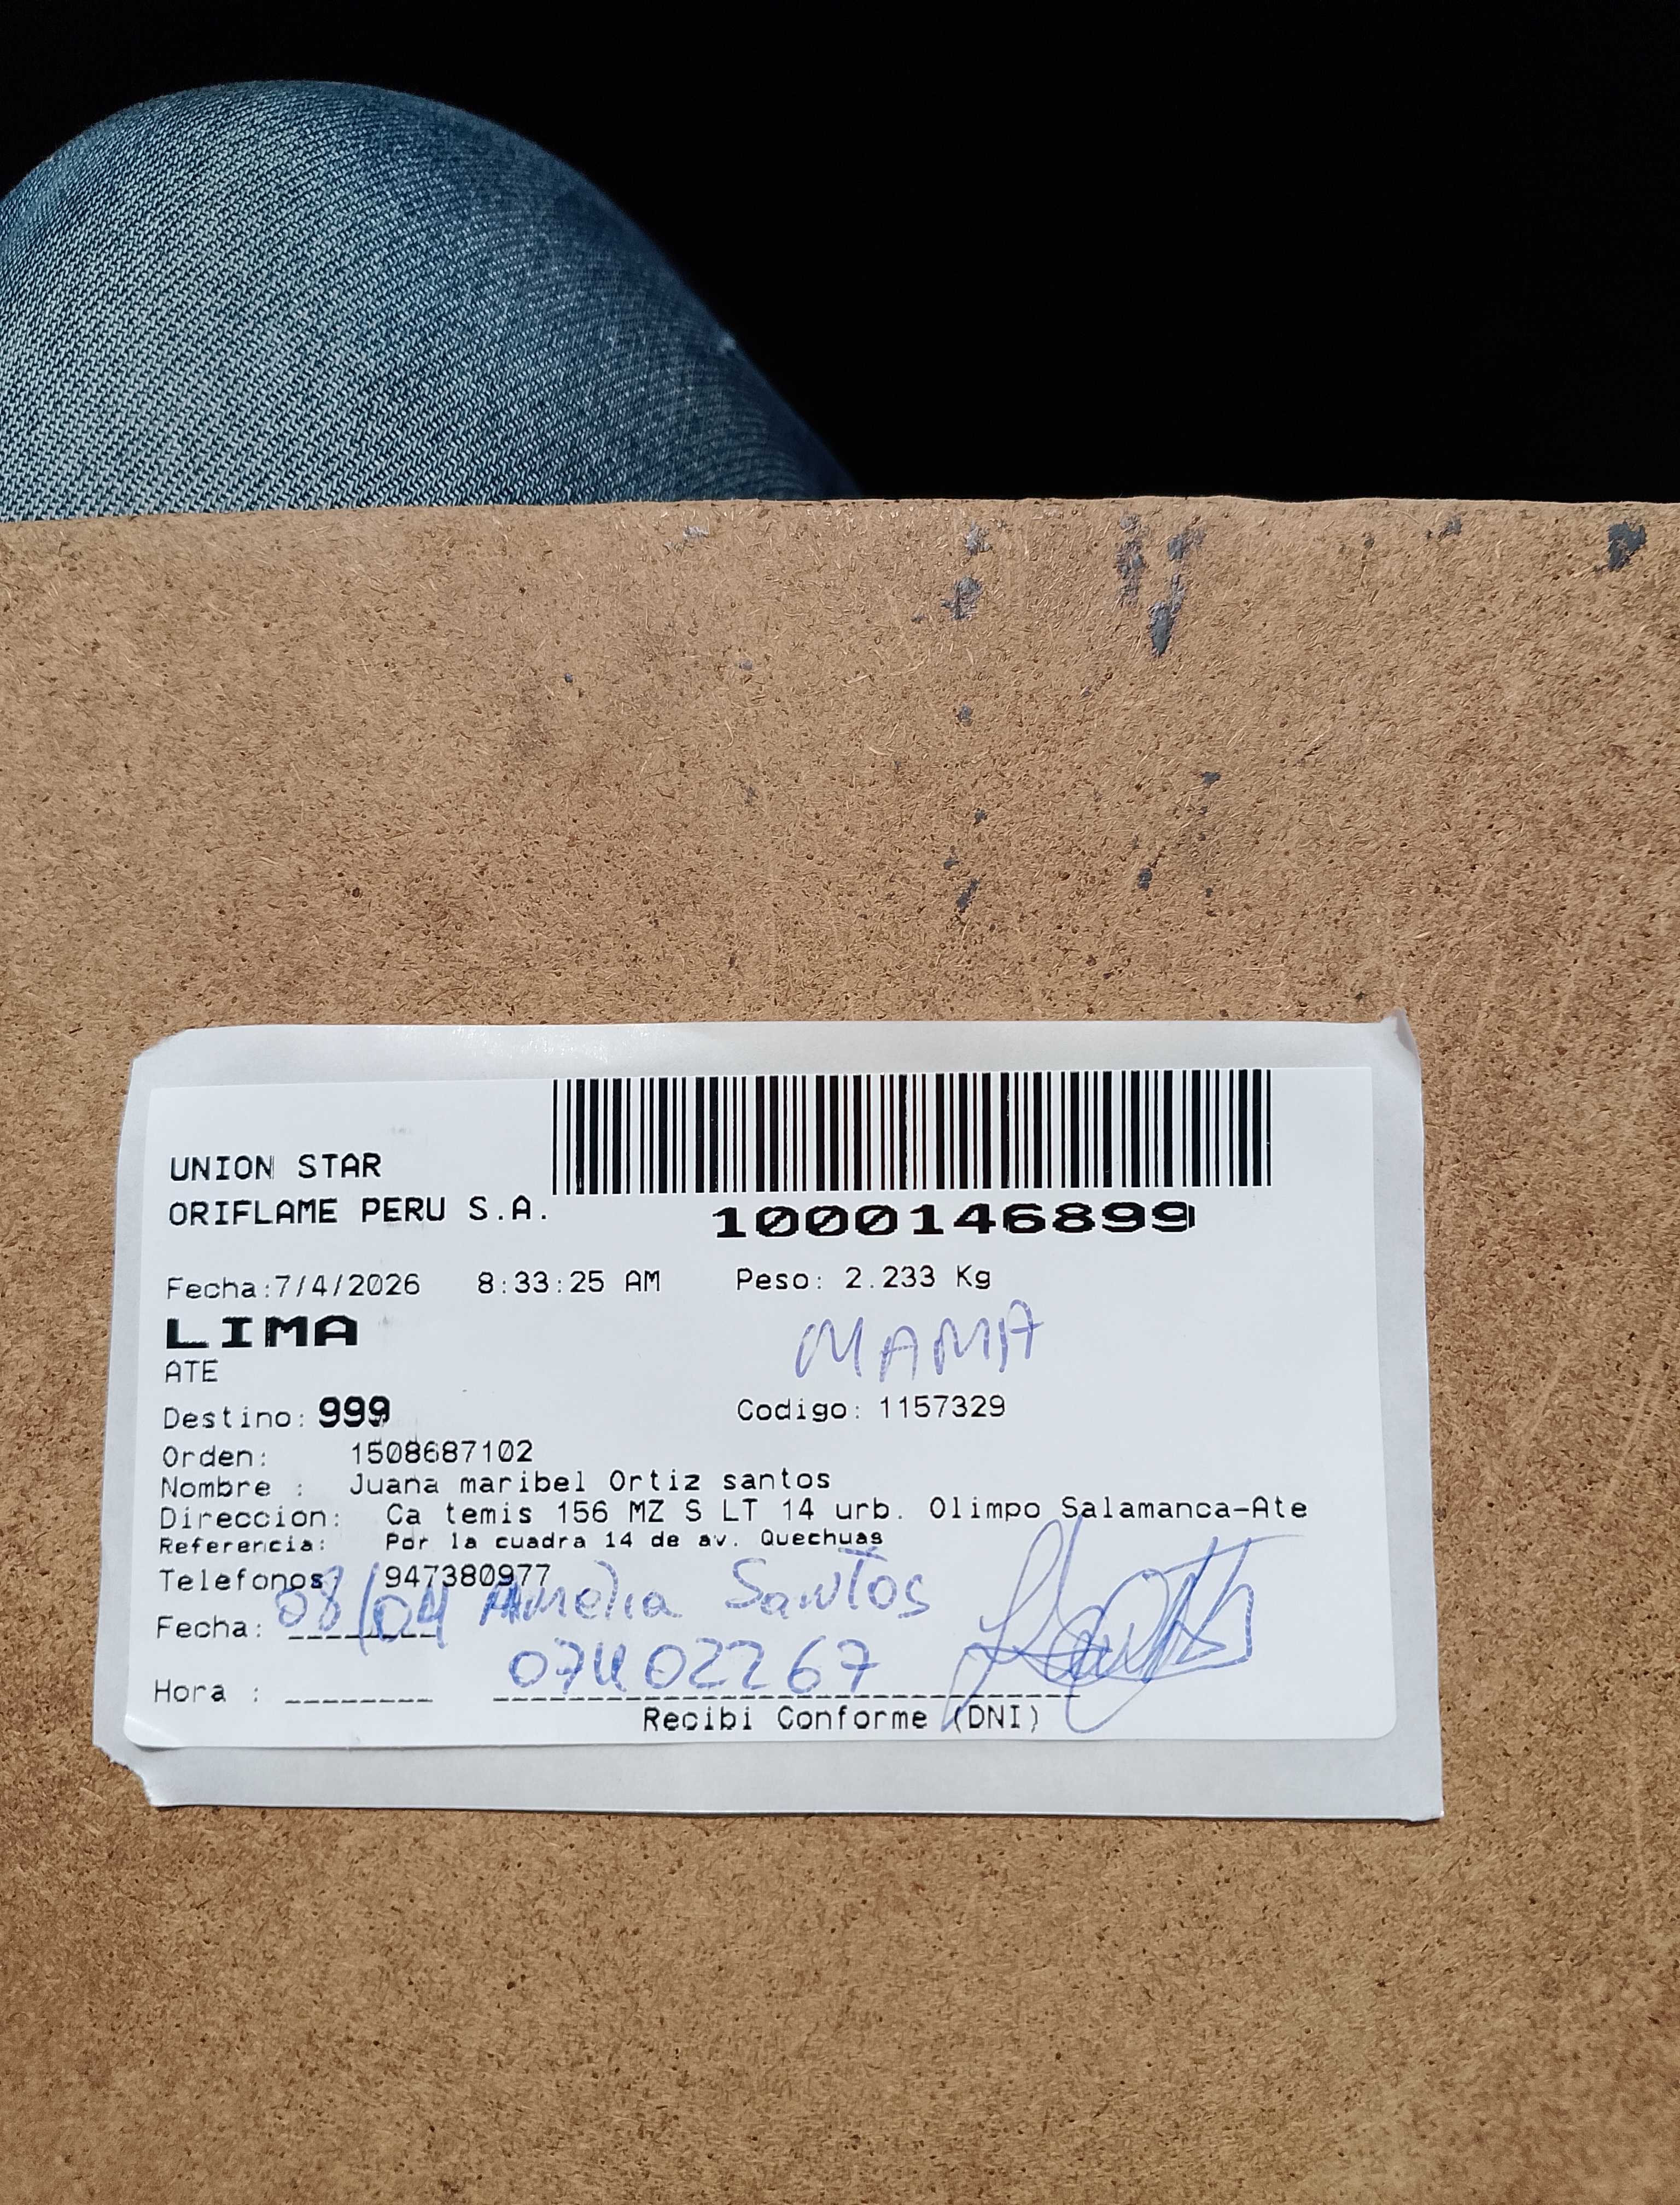 UNION STAR
ORIFLAME PERU S.A.
1000146899
Fecha:7/4/2026 8:33:25 AM Peso: 2.233 Kg
LIMA
MAMA
ATE
Destino: 999 Codigo: 1157329
Orden: 1508687102
Nombre : Juana maribel Ortiz santos
Direccion: Ca temis 156 MZ S LT 14 urb. Olimpo Salamanca-Ate
Referencia: Por la cuadra 14 de av. Quechuas
Telefonos 947380977
Fecha: 08/04 Amelia Santos
07402267
Hora : ________
Recibi Conforme (DNI)